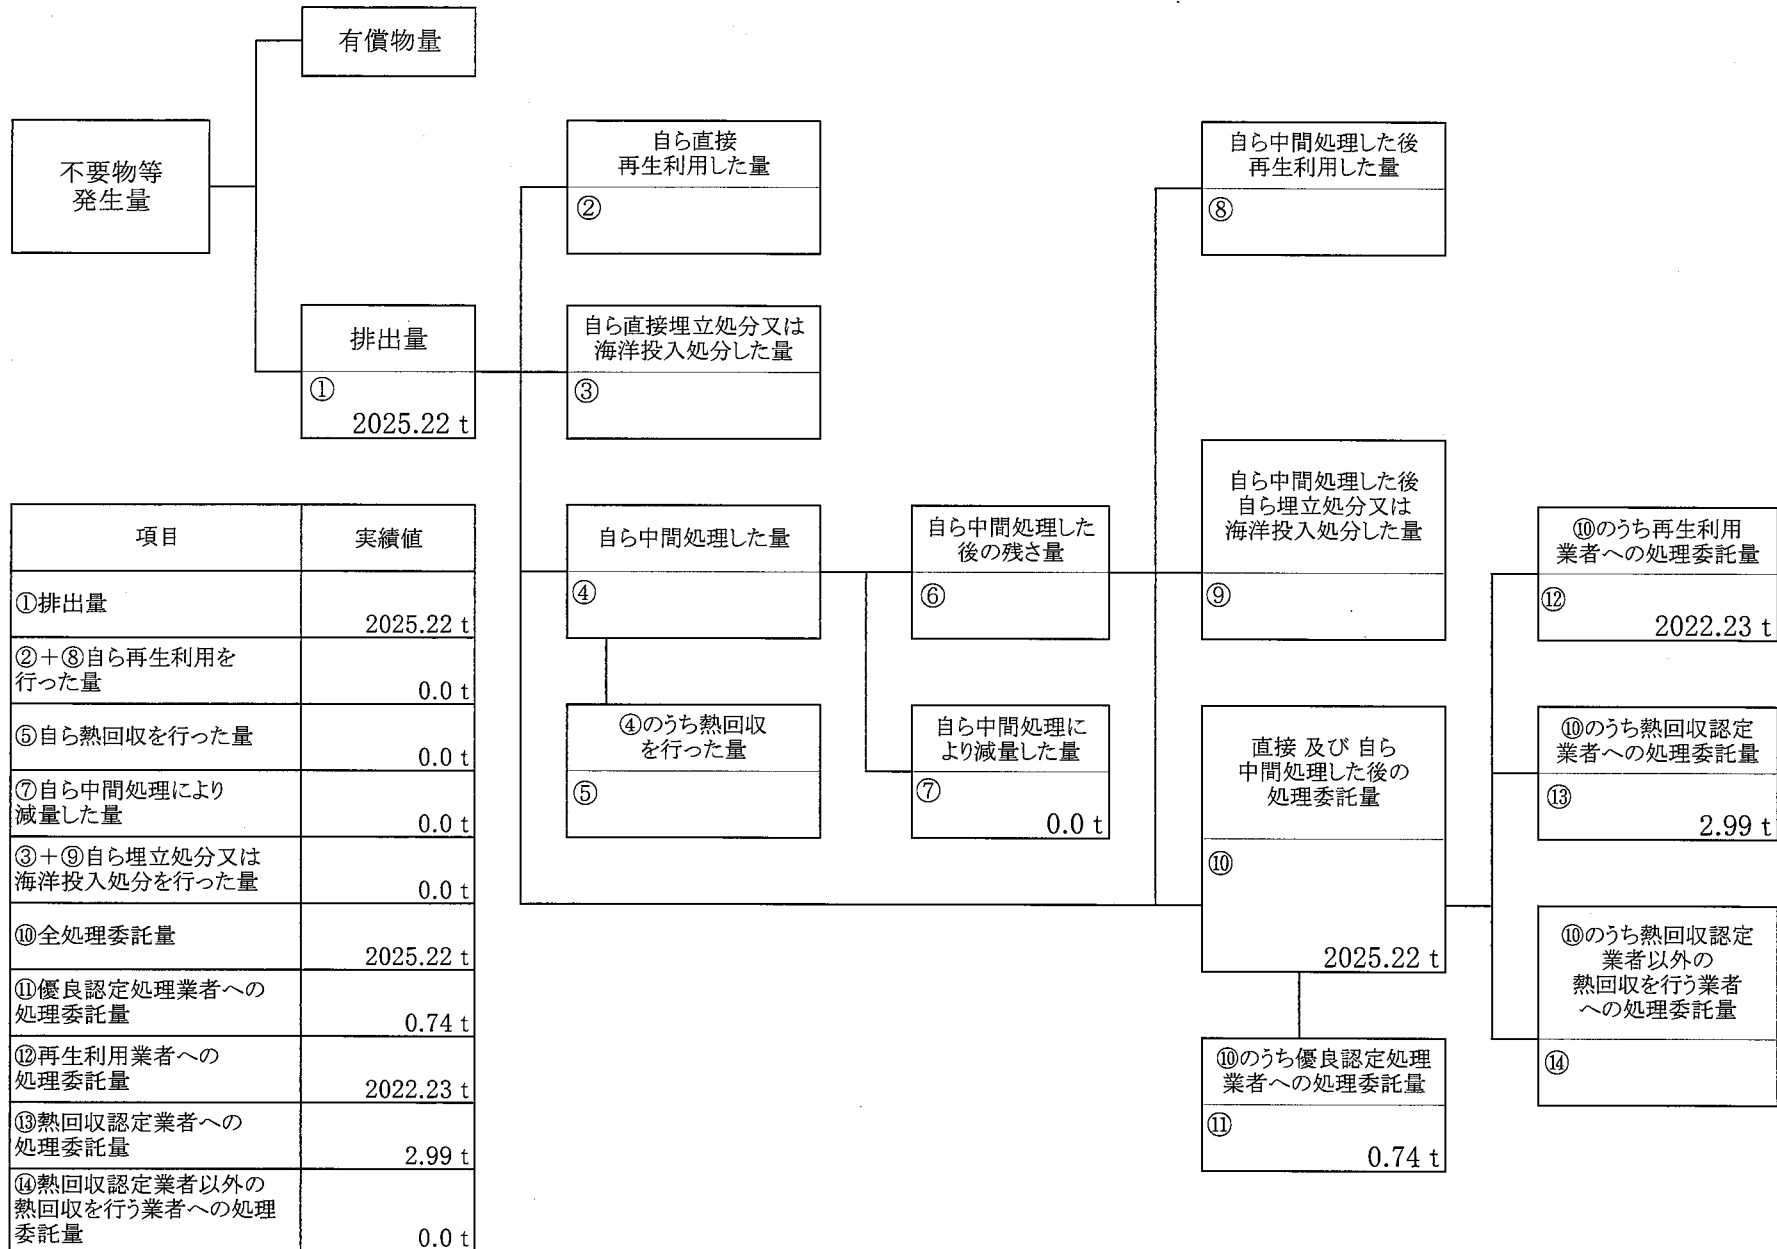 有償物量
不要物等
発生量
排出量
①
2025.22 t
自ら直接
再生利用した量
②
自ら直接埋立処分又は
海洋投入処分した量
③
自ら中間処理した量
④
④のうち熱回収
を行った量
⑤
自ら中間処理した
後の残さ量
⑥
自ら中間処理に
より減量した量
⑦
0.0 t
自ら中間処理した後
再生利用した量
⑧
自ら中間処理した後
自ら埋立処分又は
海洋投入処分した量
⑨
直接 及び 自ら
中間処理した後の
処理委託量
⑩
2025.22 t
⑩のうち優良認定処理
業者への処理委託量
⑪
0.74 t
⑩のうち再生利用
業者への処理委託量
⑫
2022.23 t
⑩のうち熱回収認定
業者への処理委託量
⑬
2.99 t
⑩のうち熱回収認定
業者以外の
熱回収を行う業者
への処理委託量
⑭
項目
実績値
①排出量
2025.22 t
②＋⑧自ら再生利用を
行った量
0.0 t
⑤自ら熱回収を行った量
0.0 t
⑦自ら中間処理により
減量した量
0.0 t
③＋⑨自ら埋立処分又は
海洋投入処分を行った量
0.0 t
⑩全処理委託量
2025.22 t
⑪優良認定処理業者への
処理委託量
0.74 t
⑫再生利用業者への
処理委託量
2022.23 t
⑬熱回収認定業者への
処理委託量
2.99 t
⑭熱回収認定業者以外の
熱回収を行う業者への処理
委託量
0.0 t